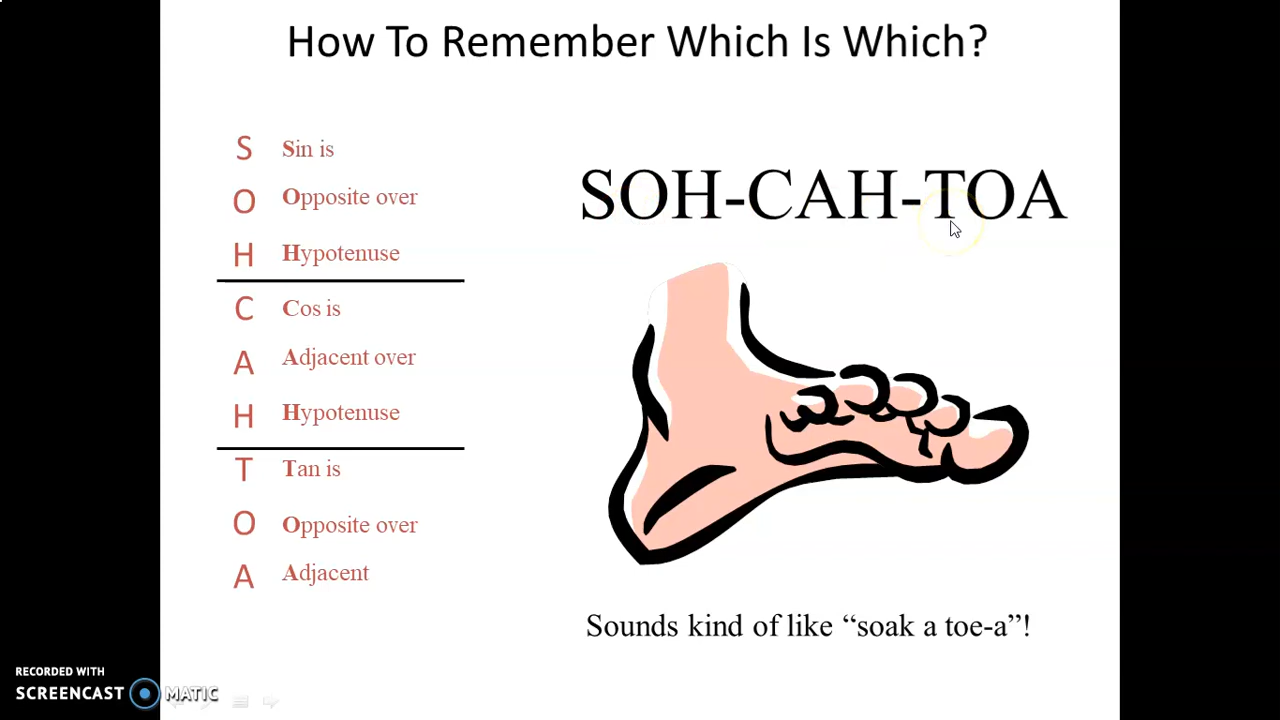 How To Remember Which Is Which?
S Sin is
O Opposite over
H Hypotenuse
C Cos is
A Adjacent over
H Hypotenuse
T Tan is
O Opposite over
A Adjacent
SOH-CAH-TOA
Sounds kind of like “soak a toe-a”!
RECORDED WITH
SCREENCAST MATIC